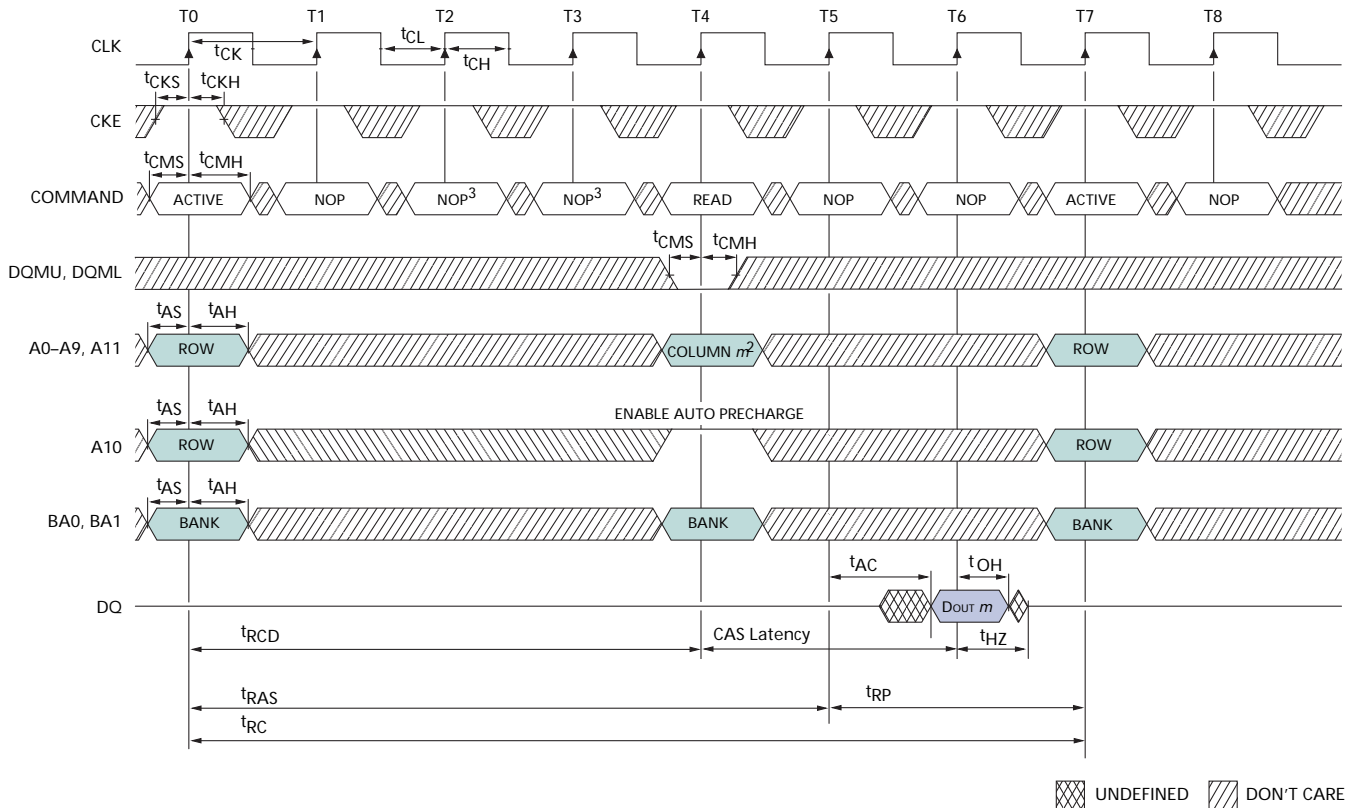 T0 T1 T2 T3 T4 T5 T6 T7 T8
CLK
tCK tCL tCH
tCKS tCKH
CKE
tCMS tCMH
COMMAND ACTIVE NOP NOP3 NOP3 READ NOP NOP ACTIVE NOP
tCMS tCMH
DQMU, DQML
tAS tAH
A0–A9, A11 ROW COLUMN m2 ROW
ENABLE AUTO PRECHARGE
tAS tAH
A10 ROW ROW
tAS tAH
BA0, BA1 BANK BANK BANK
tAC tOH
DQ DOUT m
tRCD CAS Latency tHZ
tRAS tRP
tRC
UNDEFINED DON'T CARE